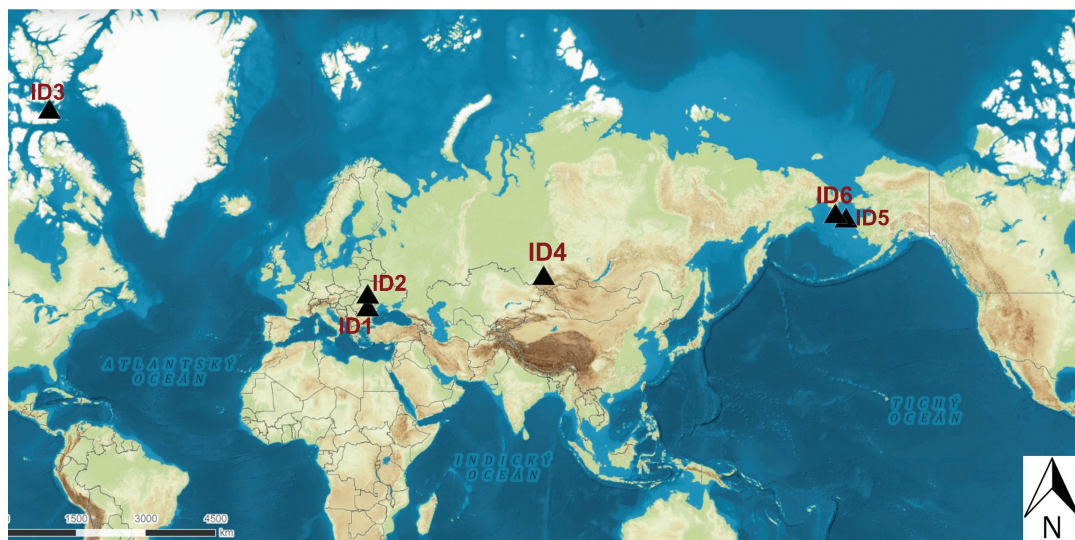 ID3
ID6
ID5
ID4
ID2
ID1
ATLANTSKÝ
OCEÁN
TICHÝ
OCEÁN
INDICKÝ
OCEÁN
0 1500 3000 4500
km
N